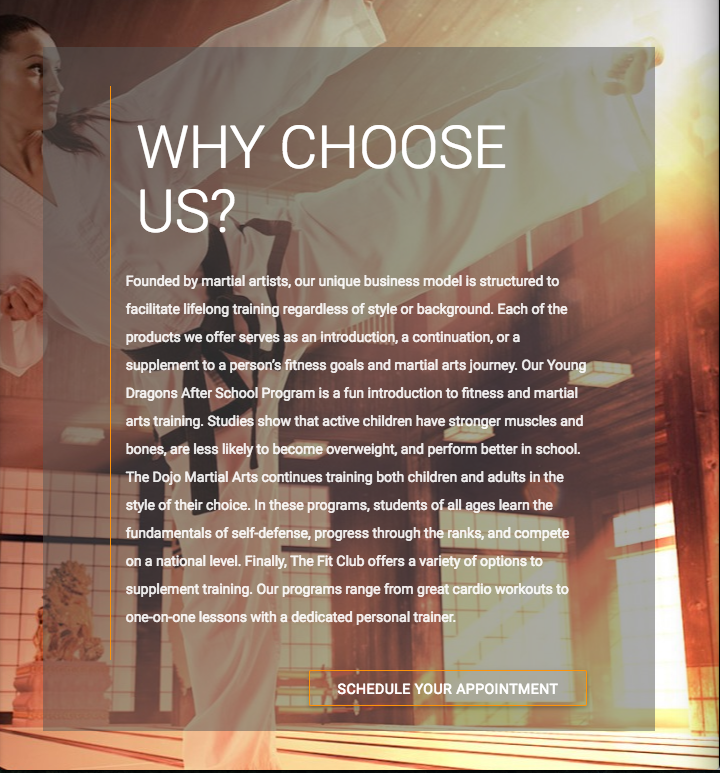 WHY CHOOSE
US?
Founded by martial artists, our unique business model is structured to
facilitate lifelong training regardless of style or background. Each of the
products we offer serves as an introduction, a continuation, or a
supplement to a person’s fitness goals and martial arts journey. Our Young
Dragons After School Program is a fun introduction to fitness and martial
arts training. Studies show that active children have stronger muscles and
bones, are less likely to become overweight, and perform better in school.
The Dojo Martial Arts continues training both children and adults in the
style of their choice. In these programs, students of all ages learn the
fundamentals of self-defense, progress through the ranks, and compete
on a national level. Finally, The Fit Club offers a variety of options to
supplement training. Our programs range from great cardio workouts to
one-on-one lessons with a dedicated personal trainer.
SCHEDULE YOUR APPOINTMENT